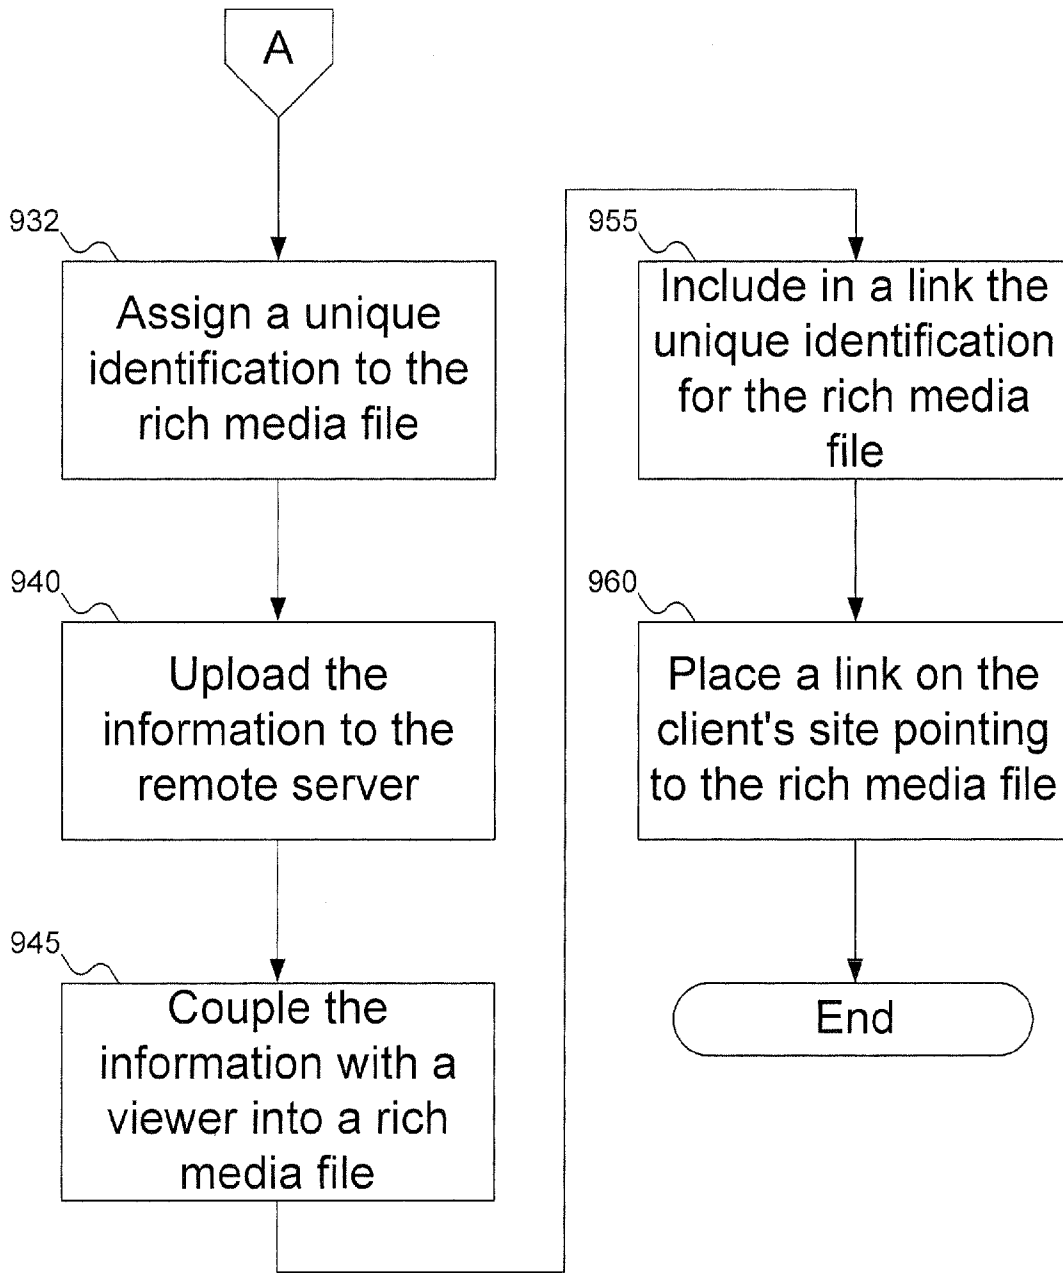 A
932
Assign a unique
identification to the
rich media file
940
Upload the
information to the
remote server
945
Couple the
information with a
viewer into a rich
media file
955
Include in a link the
unique identification
for the rich media
file
960
Place a link on the
client's site pointing
to the rich media file
End